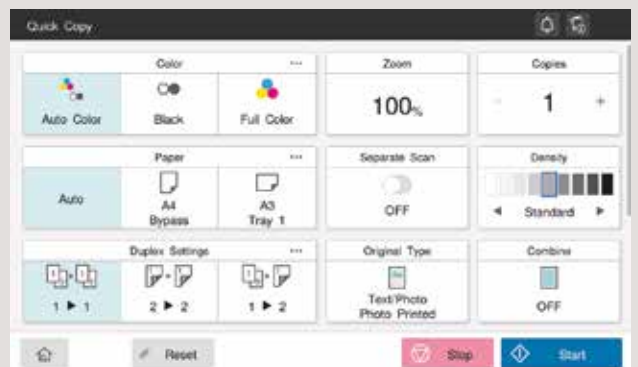 Quick Copy
Color ···
Zoom
Copies
Auto Color
Black
Full Color
100%
- 1 +
Paper ···
Separate Scan
Density
Auto
A4
Bypass
A3
Tray 1
OFF
◄ Standard ►
Duplex Settings ···
Original Type
Combine
1 ► 1
2 ► 2
1 ► 2
Text/Photo
Photo Printed
OFF
Reset
Stop
Start